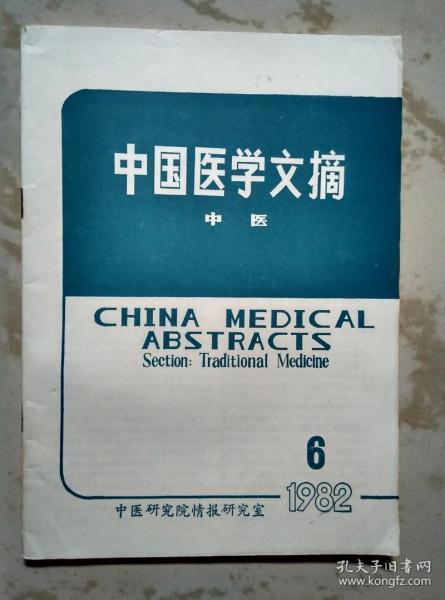 中国医学文摘
中医
CHINA MEDICAL
ABSTRACTS
Section: Traditional Medicine
6
1982
中医研究院情报研究室
孔夫子旧书网
www.kongfz.com